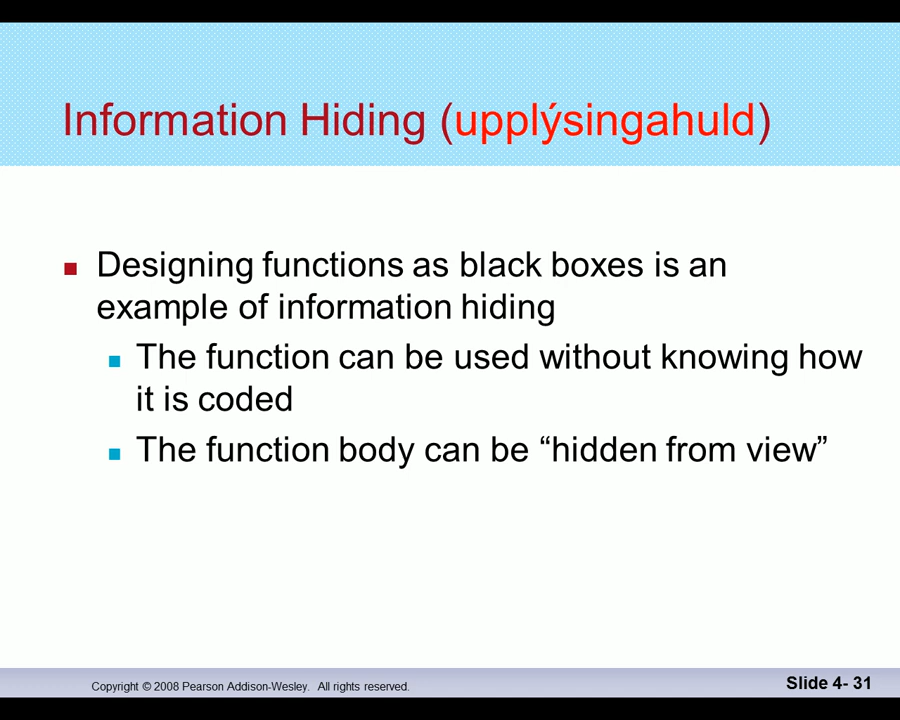 Information Hiding (upplýsingahuld)
Designing functions as black boxes is an
example of information hiding
The function can be used without knowing how
it is coded
The function body can be “hidden from view”
Copyright © 2008 Pearson Addison-Wesley. All rights reserved.
Slide 4- 31